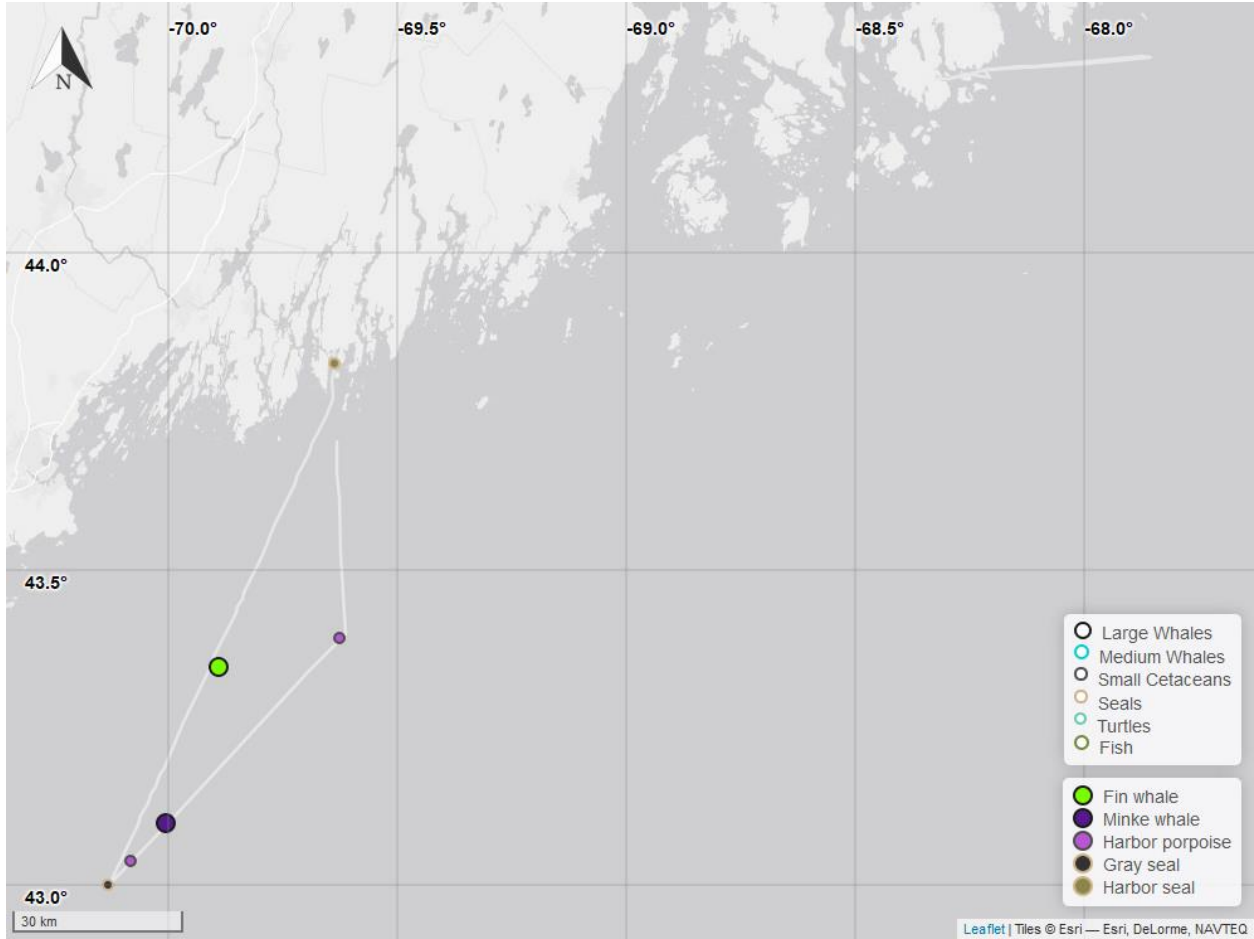 -70.0°
-69.5°
-69.0°
-68.5°
-68.0°
N
44.0°
43.5°
43.0°
Large Whales
Medium Whales
Small Cetaceans
Seals
Turtles
Fish
Fin whale
Minke whale
Harbor porpoise
Gray seal
Harbor seal
30 km
Leaflet | Tiles © Esri — Esri, DeLorme, NAVTEQ